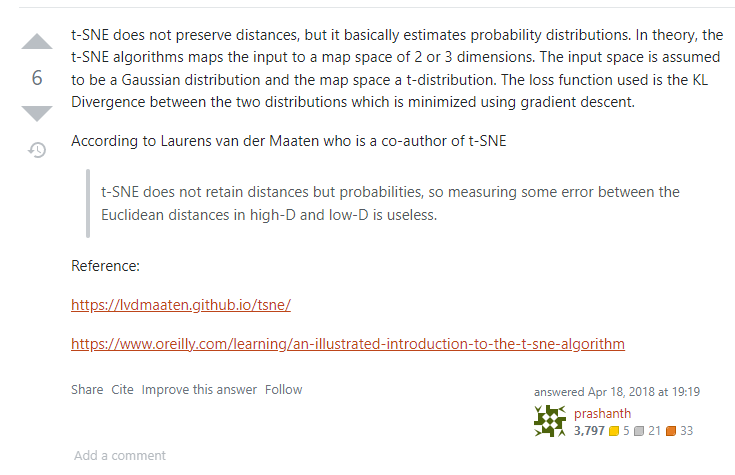 t-SNE does not preserve distances, but it basically estimates probability distributions. In theory, the
t-SNE algorithms maps the input to a map space of 2 or 3 dimensions. The input space is assumed
to be a Gaussian distribution and the map space a t-distribution. The loss function used is the KL
Divergence between the two distributions which is minimized using gradient descent.
6
According to Laurens van der Maaten who is a co-author of t-SNE
t-SNE does not retain distances but probabilities, so measuring some error between the
Euclidean distances in high-D and low-D is useless.
Reference:
https://lvdmaaten.github.io/tsne/
https://www.oreilly.com/learning/an-illustrated-introduction-to-the-t-sne-algorithm
Share Cite Improve this answer Follow
answered Apr 18, 2018 at 19:19
prashanth
3,797 5 21 33
Add a comment